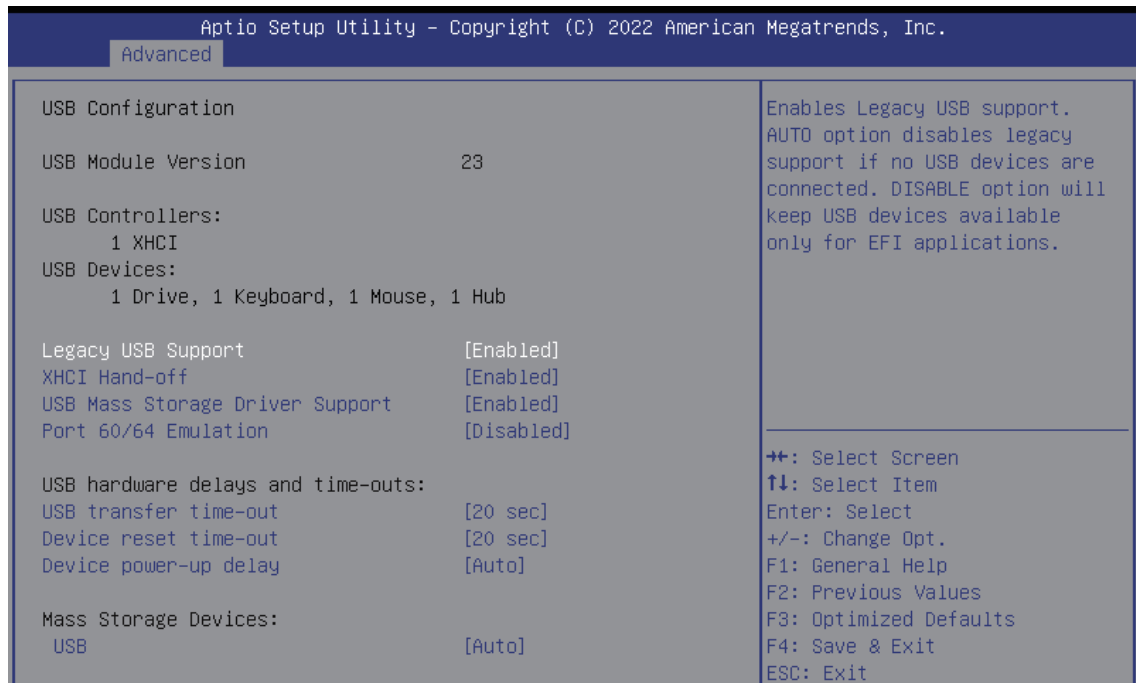 Aptio Setup Utility – Copyright (C) 2022 American Megatrends, Inc.
Advanced
USB Configuration
USB Module Version 23
USB Controllers:
1 XHCI
USB Devices:
1 Drive, 1 Keyboard, 1 Mouse, 1 Hub
Legacy USB Support [Enabled]
XHCI Hand-off [Enabled]
USB Mass Storage Driver Support [Enabled]
Port 60/64 Emulation [Disabled]
USB hardware delays and time-outs:
USB transfer time-out [20 sec]
Device reset time-out [20 sec]
Device power-up delay [Auto]
Mass Storage Devices:
USB [Auto]
Enables Legacy USB support.
AUTO option disables legacy
support if no USB devices are
connected. DISABLE option will
keep USB devices available
only for EFI applications.
→←: Select Screen
↑↓: Select Item
Enter: Select
+/-: Change Opt.
F1: General Help
F2: Previous Values
F3: Optimized Defaults
F4: Save & Exit
ESC: Exit